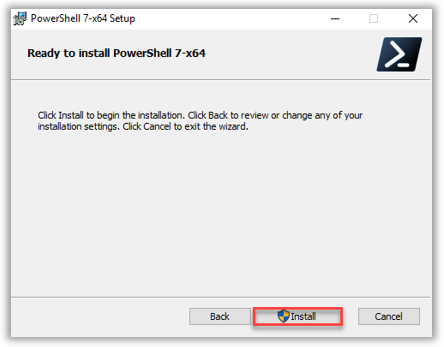 PowerShell 7-x64 Setup
Ready to install PowerShell 7-x64
Click Install to begin the installation. Click Back to review or change any of your
installation settings. Click Cancel to exit the wizard.
Back Install Cancel